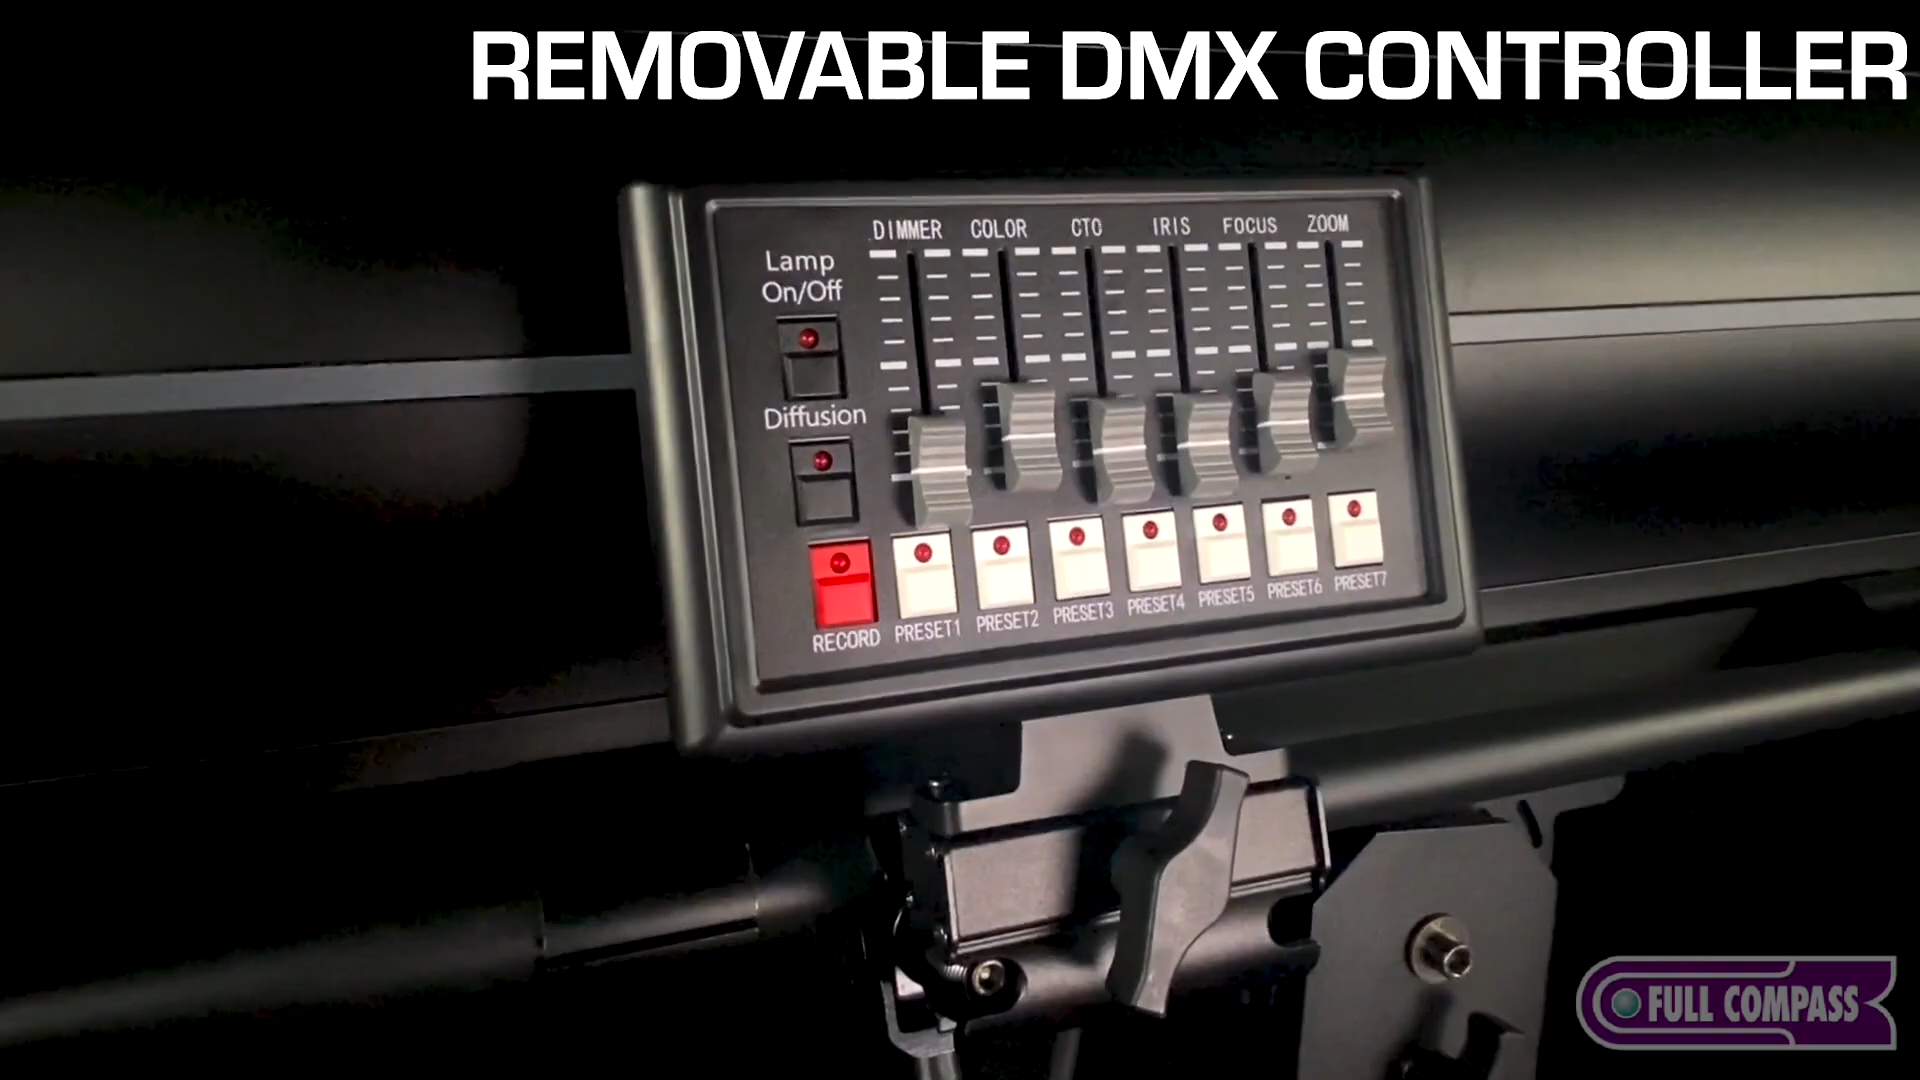 REMOVABLE DMX CONTROLLER
DIMMER COLOR CTO IRIS FOCUS ZOOM
Lamp
On/Off
Diffusion
RECORD PRESET1 PRESET2 PRESET3 PRESET4 PRESET5 PRESET6 PRESET7
FULL COMPASS